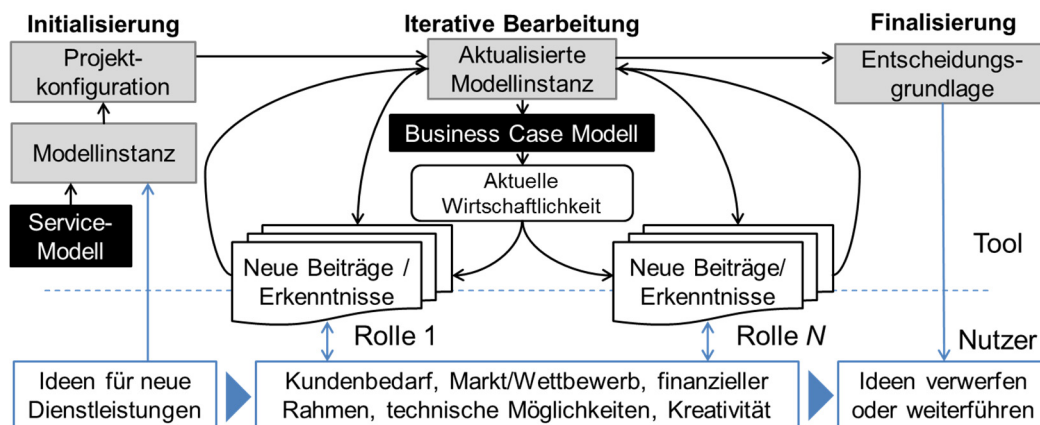 Initialisierung
Iterative Bearbeitung
Finalisierung
Projekt-
konfiguration
Aktualisierte
Modellinstanz
Entscheidungs-
grundlage
Business Case Modell
Modellinstanz
Aktuelle
Wirtschaftlichkeit
Service-
Modell
Tool
Neue Beiträge /
Erkenntnisse
Neue Beiträge/
Erkenntnisse
Rolle 1
Rolle N
Nutzer
Ideen für neue
Dienstleistungen
Kundenbedarf, Markt/Wettbewerb, finanzieller
Rahmen, technische Möglichkeiten, Kreativität
Ideen verwerfen
oder weiterführen